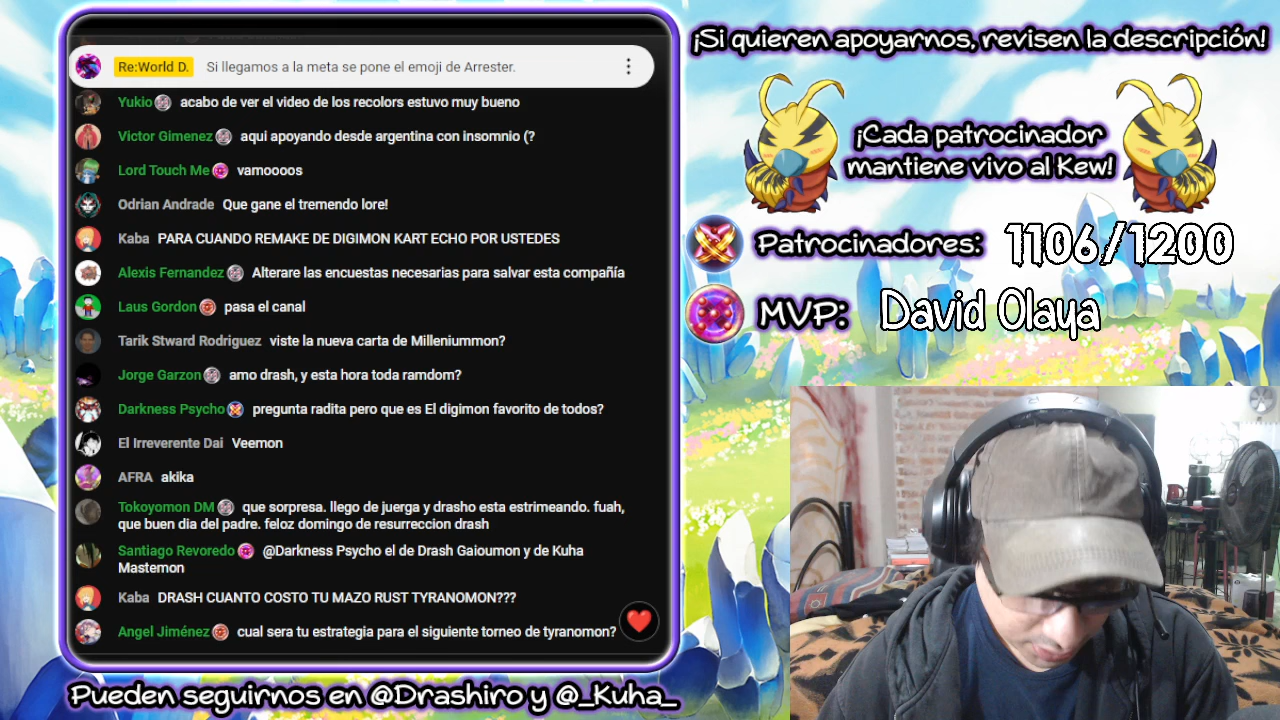 ¡Si quieren apoyarnos, revisen la descripción!
Re:World D. Si llegamos a la meta se pone el emoji de Arrester.
Yukio acabo de ver el video de los recolors estuvo muy bueno
Victor Gimenez aqui apoyando desde argentina con insomnio (?
Lord Touch Me vamoooos
Odrian Andrade Que gane el tremendo lore!
Kaba PARA CUANDO REMAKE DE DIGIMON KART ECHO POR USTEDES
Alexis Fernandez Alterare las encuestas necesarias para salvar esta compañía
Laus Gordon pasa el canal
Tarik Stward Rodriguez viste la nueva carta de Milleniummon?
Jorge Garzon amo drash, y esta hora toda ramdom?
Darkness Psycho pregunta radita pero que es El digimon favorito de todos?
El Irreverente Dai Veemon
AFRA akika
Tokoyomon DM que sorpresa. llego de juerga y drasho esta estrimeando. fuah,
que buen dia del padre. feloz domingo de resurreccion drash
Santiago Revoredo @Darkness Psycho el de Drash Gaioumon y de Kuha
Mastemon
Kaba DRASH CUANTO COSTO TU MAZO RUST TYRANOMON???
Angel Jiménez cual sera tu estrategia para el siguiente torneo de tyranomon?
¡Cada patrocinador
mantiene vivo al Kew!
Patrocinadores: 1106/1200
MVP: David Olaya
Pueden seguirnos en @Drashiro y @_Kuha_